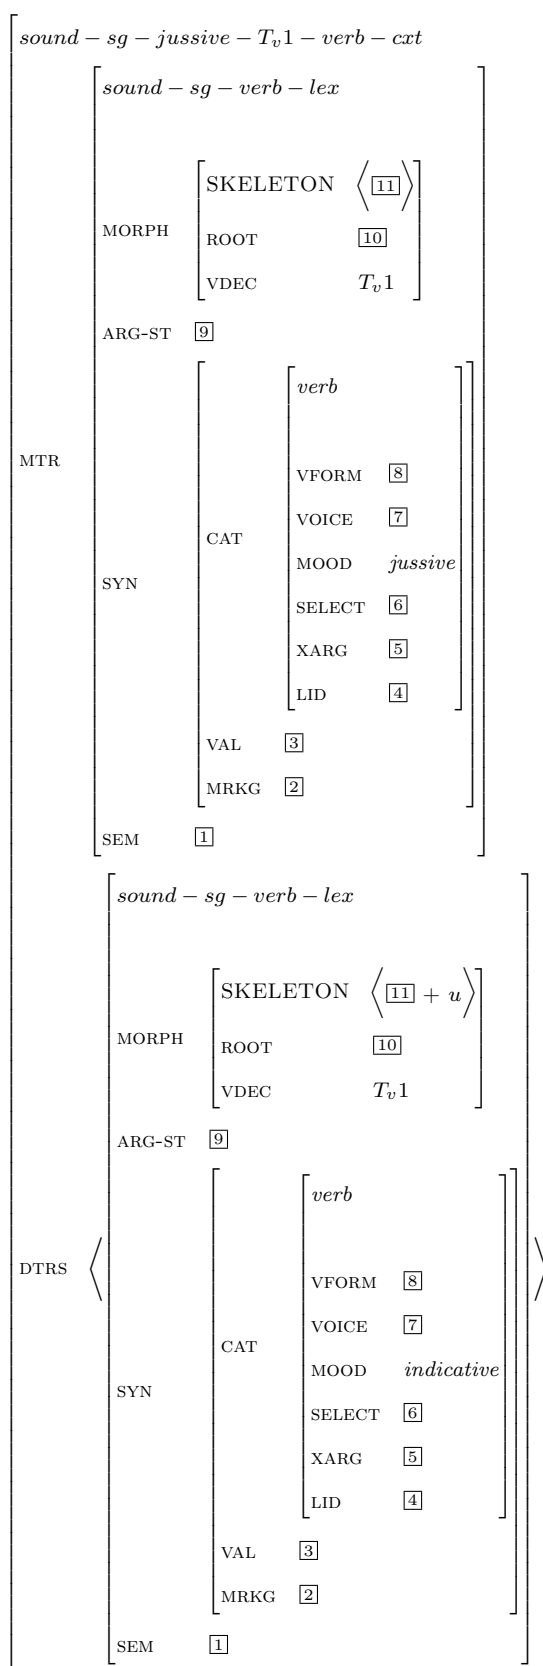 sound − sg − jussive − Tv1 − verb − cxt
sound − sg − verb − lex
SKELETON ⟨ 11 ⟩
MORPH
ROOT 10
VDEC Tv1
ARG-ST 9
verb
VFORM 8
MTR
VOICE 7
CAT
MOOD jussive
SYN
SELECT 6
XARG 5
LID 4
VAL 3
MRKG 2
SEM 1
sound − sg − verb − lex
SKELETON ⟨ 11 + u ⟩
MORPH
ROOT 10
VDEC Tv1
ARG-ST 9
verb
DTRS
VFORM 8
VOICE 7
CAT
MOOD indicative
SYN
SELECT 6
XARG 5
LID 4
VAL 3
MRKG 2
SEM 1